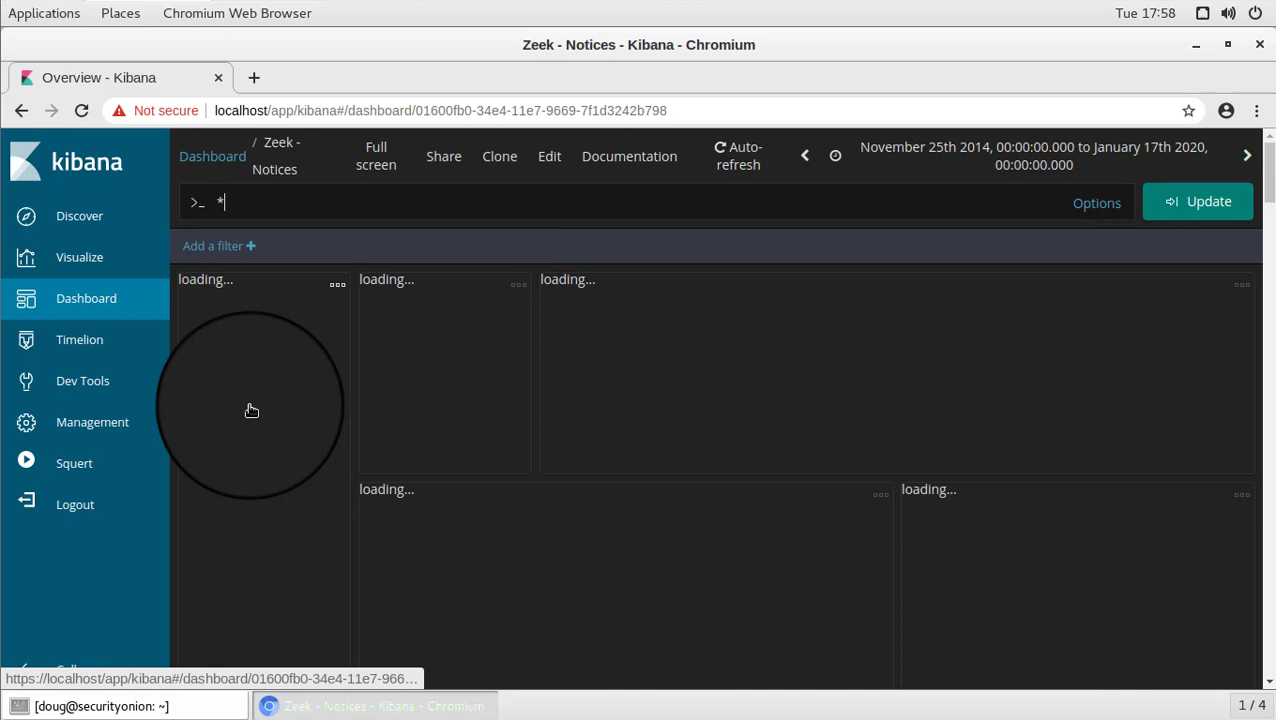 Applications Places Chromium Web Browser Tue 17:58
Zeek - Notices - Kibana - Chromium
Overview - Kibana
Not secure localhost/app/kibana#/dashboard/01600fb0-34e4-11e7-9669-7f1d3242b798
kibana
Dashboard / Zeek - Notices Full screen Share Clone Edit Documentation Auto-refresh November 25th 2014, 00:00:00.000 to January 17th 2020, 00:00:00.000
>_ * Options Update
Discover
Add a filter +
Visualize
loading... loading... loading...
Dashboard
Timelion
Dev Tools
Management
Squert
loading... loading...
Logout
https://localhost/app/kibana#/dashboard/01600fb0-34e4-11e7-966...
[doug@securityonion: ~] Zeek - Notices - Kibana - Chromium 1 / 4